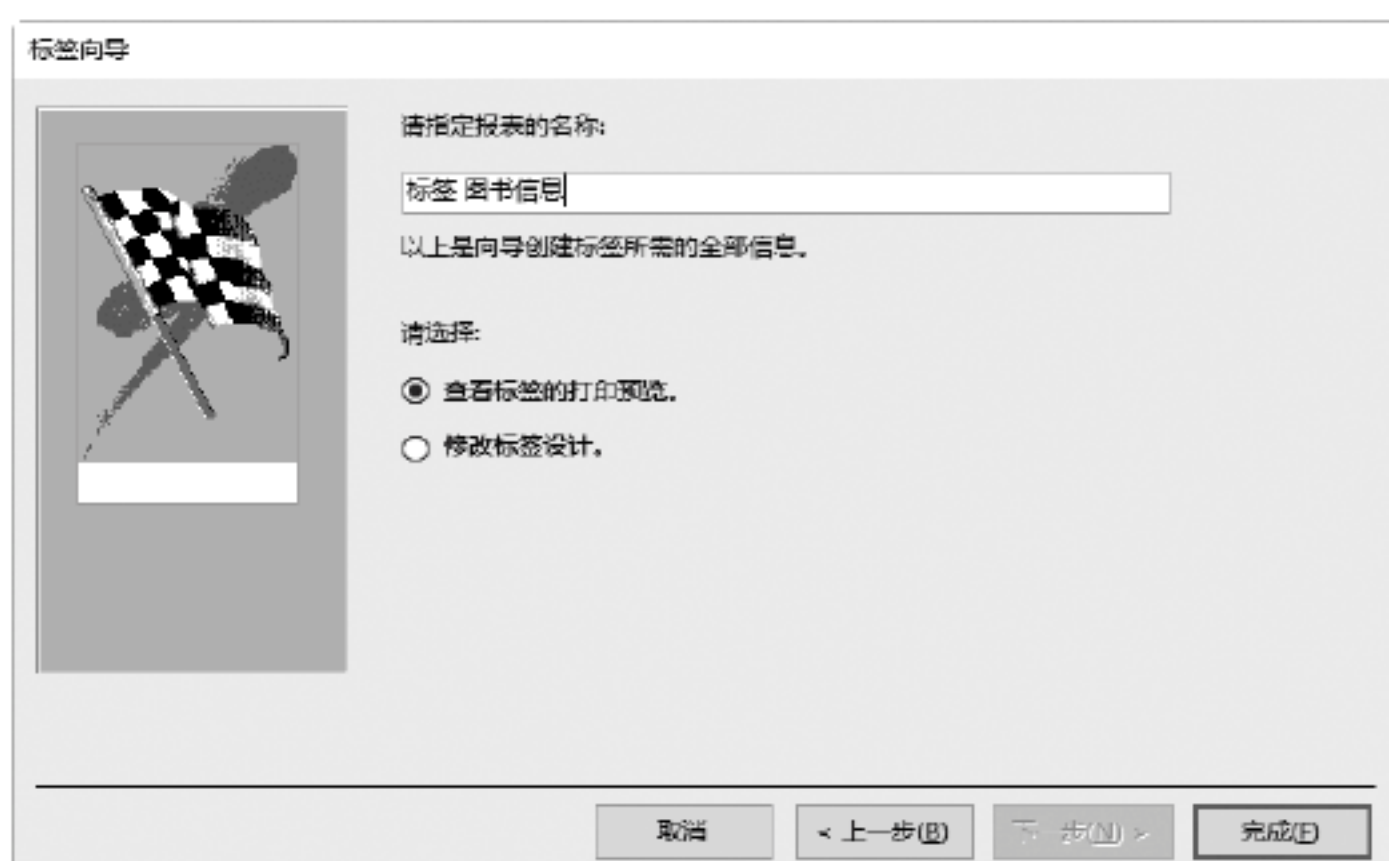 标签向导
请指定报表的名称:
标签 图书信息
以上是向导创建标签所需的全部信息。
请选择:
查看标签的打印预览。
修改标签设计。
取消
< 上一步(B)
下一步(N) >
完成(F)